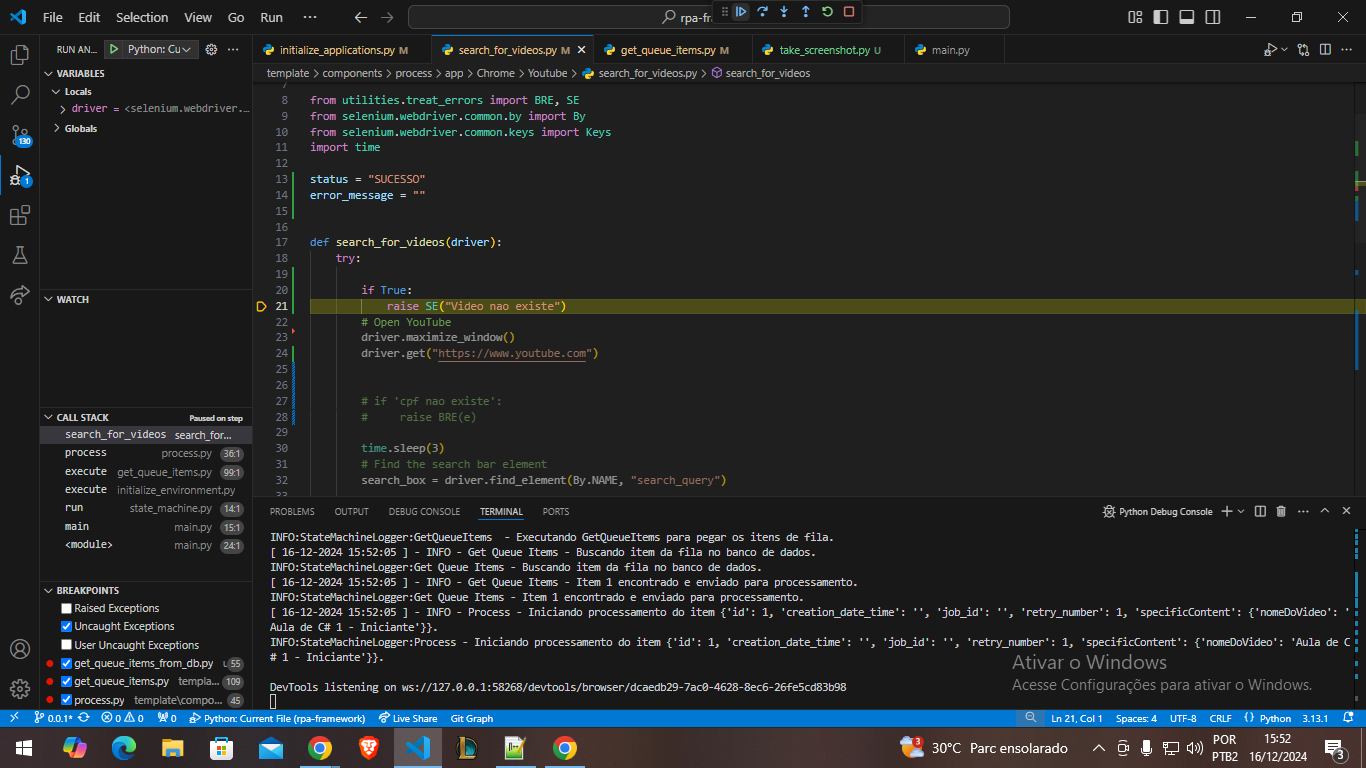 File Edit Selection View Go Run ···
rpa-fr
RUN AN... Python: Cu ···
initialize_applications.py M
search_for_videos.py M
get_queue_items.py M
take_screenshot.py U
main.py
template > components > process > app > Chrome > Youtube > search_for_videos.py > search_for_videos
VARIABLES
Locals
driver = <selenium.webdriver....
Globals
WATCH
CALL STACK Paused on step
search_for_videos search_for...
process process.py 36:1
execute get_queue_items.py 99:1
execute initialize_environment.py
run state_machine.py 14:1
main main.py 15:1
<module> main.py 24:1
BREAKPOINTS
Raised Exceptions
Uncaught Exceptions
User Uncaught Exceptions
get_queue_items_from_db.py u 55
get_queue_items.py templa... 109
process.py template\compo... 45
130
1
7
8 from utilities.treat_errors import BRE, SE
9 from selenium.webdriver.common.by import By
10 from selenium.webdriver.common.keys import Keys
11 import time
12
13 status = "SUCESSO"
14 error_message = ""
15
16
17 def search_for_videos(driver):
18 try:
19
20 if True:
21 raise SE("Video nao existe")
22 # Open YouTube
23 driver.maximize_window()
24 driver.get("https://www.youtube.com")
25
26
27 # if 'cpf nao existe':
28 # raise BRE(e)
29
30 time.sleep(3)
31 # Find the search bar element
32 search_box = driver.find_element(By.NAME, "search_query")
33
PROBLEMS OUTPUT DEBUG CONSOLE TERMINAL PORTS
Python Debug Console
INFO:StateMachineLogger:GetQueueItems - Executando GetQueueItems para pegar os itens de fila.
[ 16-12-2024 15:52:05 ] - INFO - Get Queue Items - Buscando item da fila no banco de dados.
INFO:StateMachineLogger:Get Queue Items - Buscando item da fila no banco de dados.
[ 16-12-2024 15:52:05 ] - INFO - Get Queue Items - Item 1 encontrado e enviado para processamento.
INFO:StateMachineLogger:Get Queue Items - Item 1 encontrado e enviado para processamento.
[ 16-12-2024 15:52:05 ] - INFO - Process - Iniciando processamento do item {'id': 1, 'creation_date_time': '', 'job_id': '', 'retry_number': 1, 'specificContent': {'nomeDoVideo': '
Aula de C# 1 - Iniciante'}}.
INFO:StateMachineLogger:Process - Iniciando processamento do item {'id': 1, 'creation_date_time': '', 'job_id': '', 'retry_number': 1, 'specificContent': {'nomeDoVideo': 'Aula de C
# 1 - Iniciante'}}.
DevTools listening on ws://127.0.0.1:58268/devtools/browser/dcaedb29-7ac0-4628-8ec6-26fe5cd83b98
Ativar o Windows
Acesse Configurações para ativar o Windows.
0.0.1* 0 0 0 Python: Current File (rpa-framework) Live Share Git Graph
Ln 21, Col 1 Spaces: 4 UTF-8 CRLF Python 3.13.1
3 30°C Parc ensolarado
POR
PTB2
15:52
16/12/2024
3